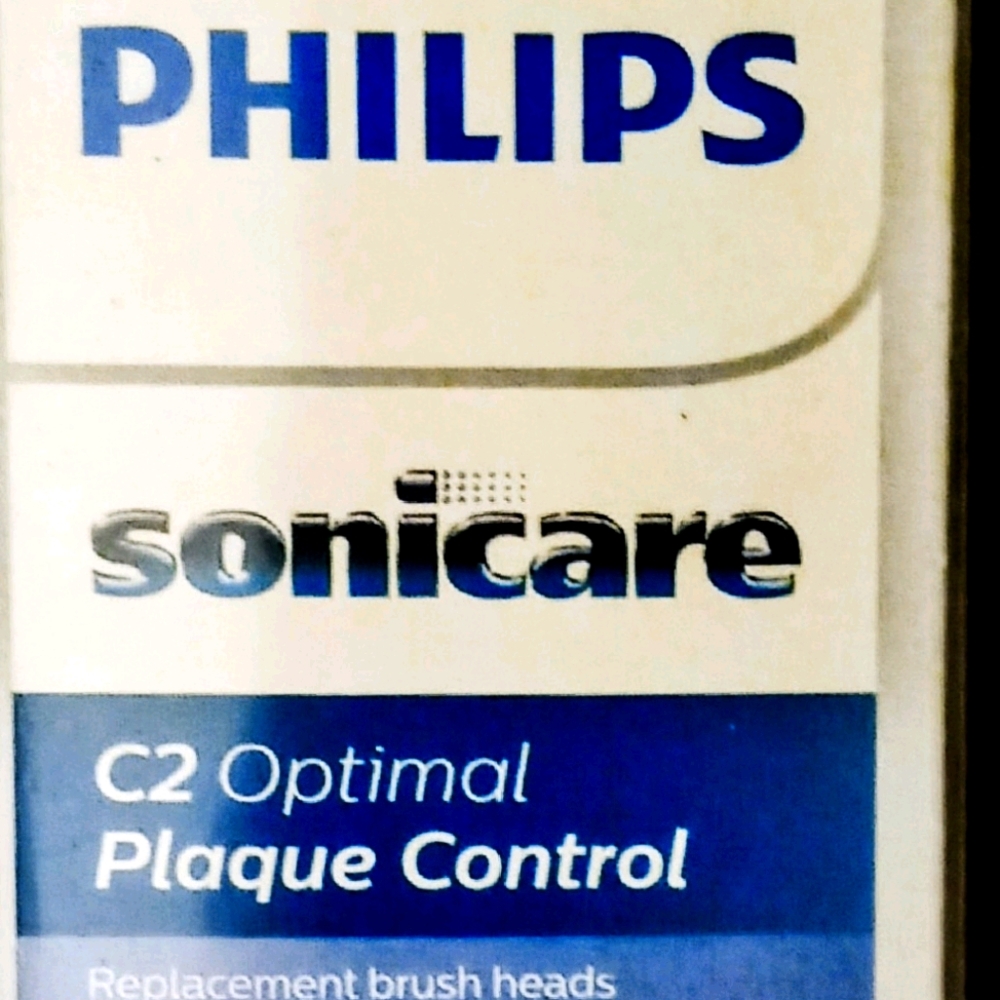 PHILIPS
sonicare
C2 Optimal
Plaque Control
Replacement brush heads